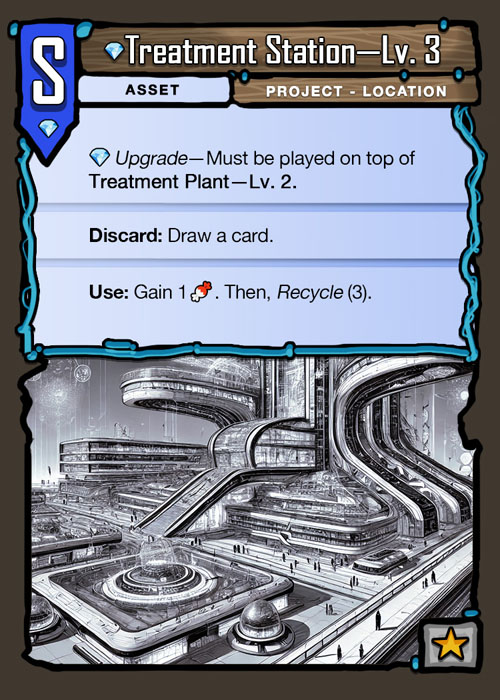 S
Treatment Station—Lv. 3
ASSET
PROJECT - LOCATION
Upgrade—Must be played on top of
Treatment Plant—Lv. 2.
Discard: Draw a card.
Use: Gain 1 . Then, Recycle (3).